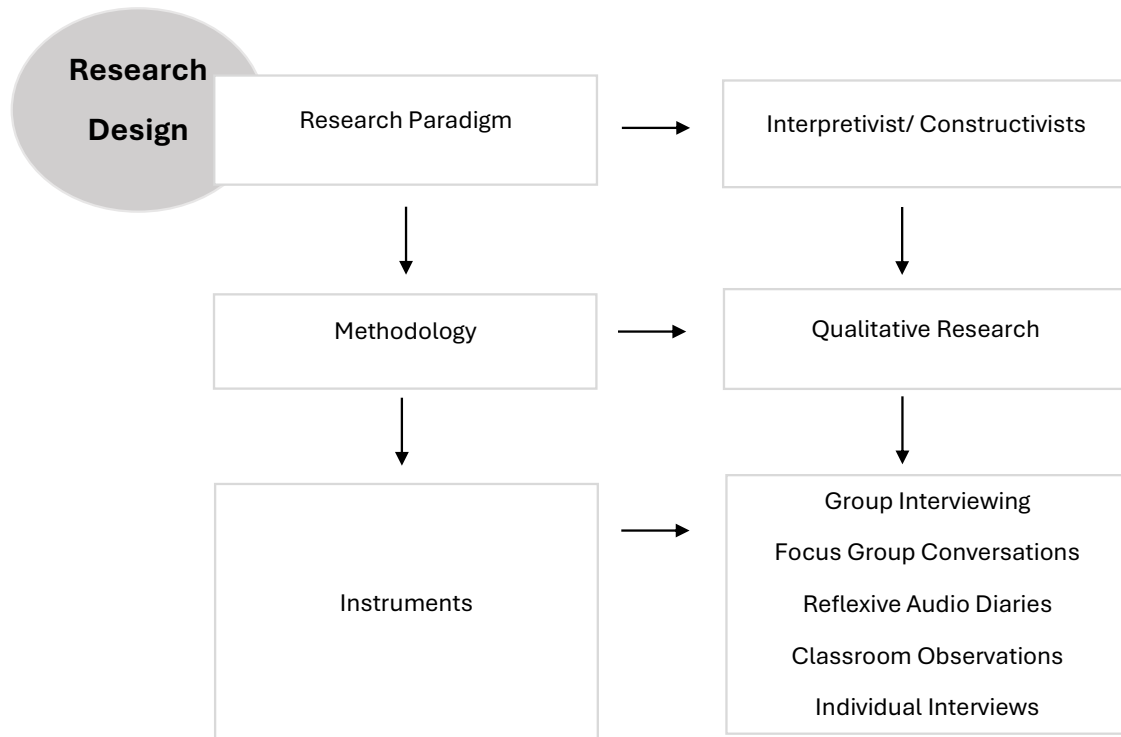 Research
Design
Research Paradigm
Interpretivist/ Constructivists
Methodology
Qualitative Research
Instruments
Group Interviewing
Focus Group Conversations
Reflexive Audio Diaries
Classroom Observations
Individual Interviews